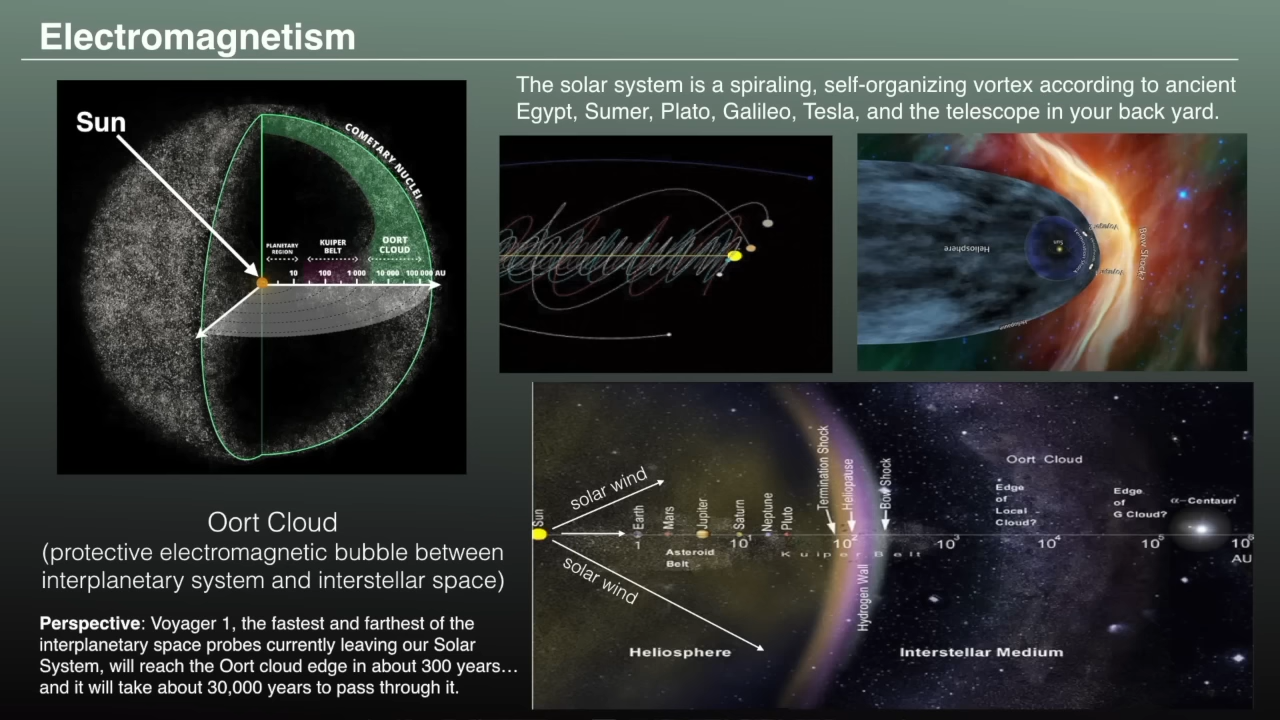 Electromagnetism
Sun
COMETARY NUCLEI
PLANETARY
REGION
KUIPER
BELT
OORT
CLOUD
10 100 1 000 10 000 100 000 AU
The solar system is a spiraling, self-organizing vortex according to ancient
Egypt, Sumer, Plato, Galileo, Tesla, and the telescope in your back yard.
Heliosphere
Sun
Bow Shock?
Heliopause
Oort Cloud
(protective electromagnetic bubble between
interplanetary system and interstellar space)
Perspective: Voyager 1, the fastest and farthest of the
interplanetary space probes currently leaving our Solar
System, will reach the Oort cloud edge in about 300 years…
and it will take about 30,000 years to pass through it.
Sun
solar wind
solar wind
Earth
Mars
Jupiter
Saturn
Neptune
Pluto
Termination Shock
Heliopause
Bow Shock
Oort Cloud
Edge
of
Local
Cloud?
Edge
of
G Cloud?
α-Centauri
1 10¹ 10² 10³ 10⁴ 10⁵ 10⁶
AU
Asteroid
Belt
Kuiper Belt
Hydrogen Wall
Heliosphere
Interstellar Medium